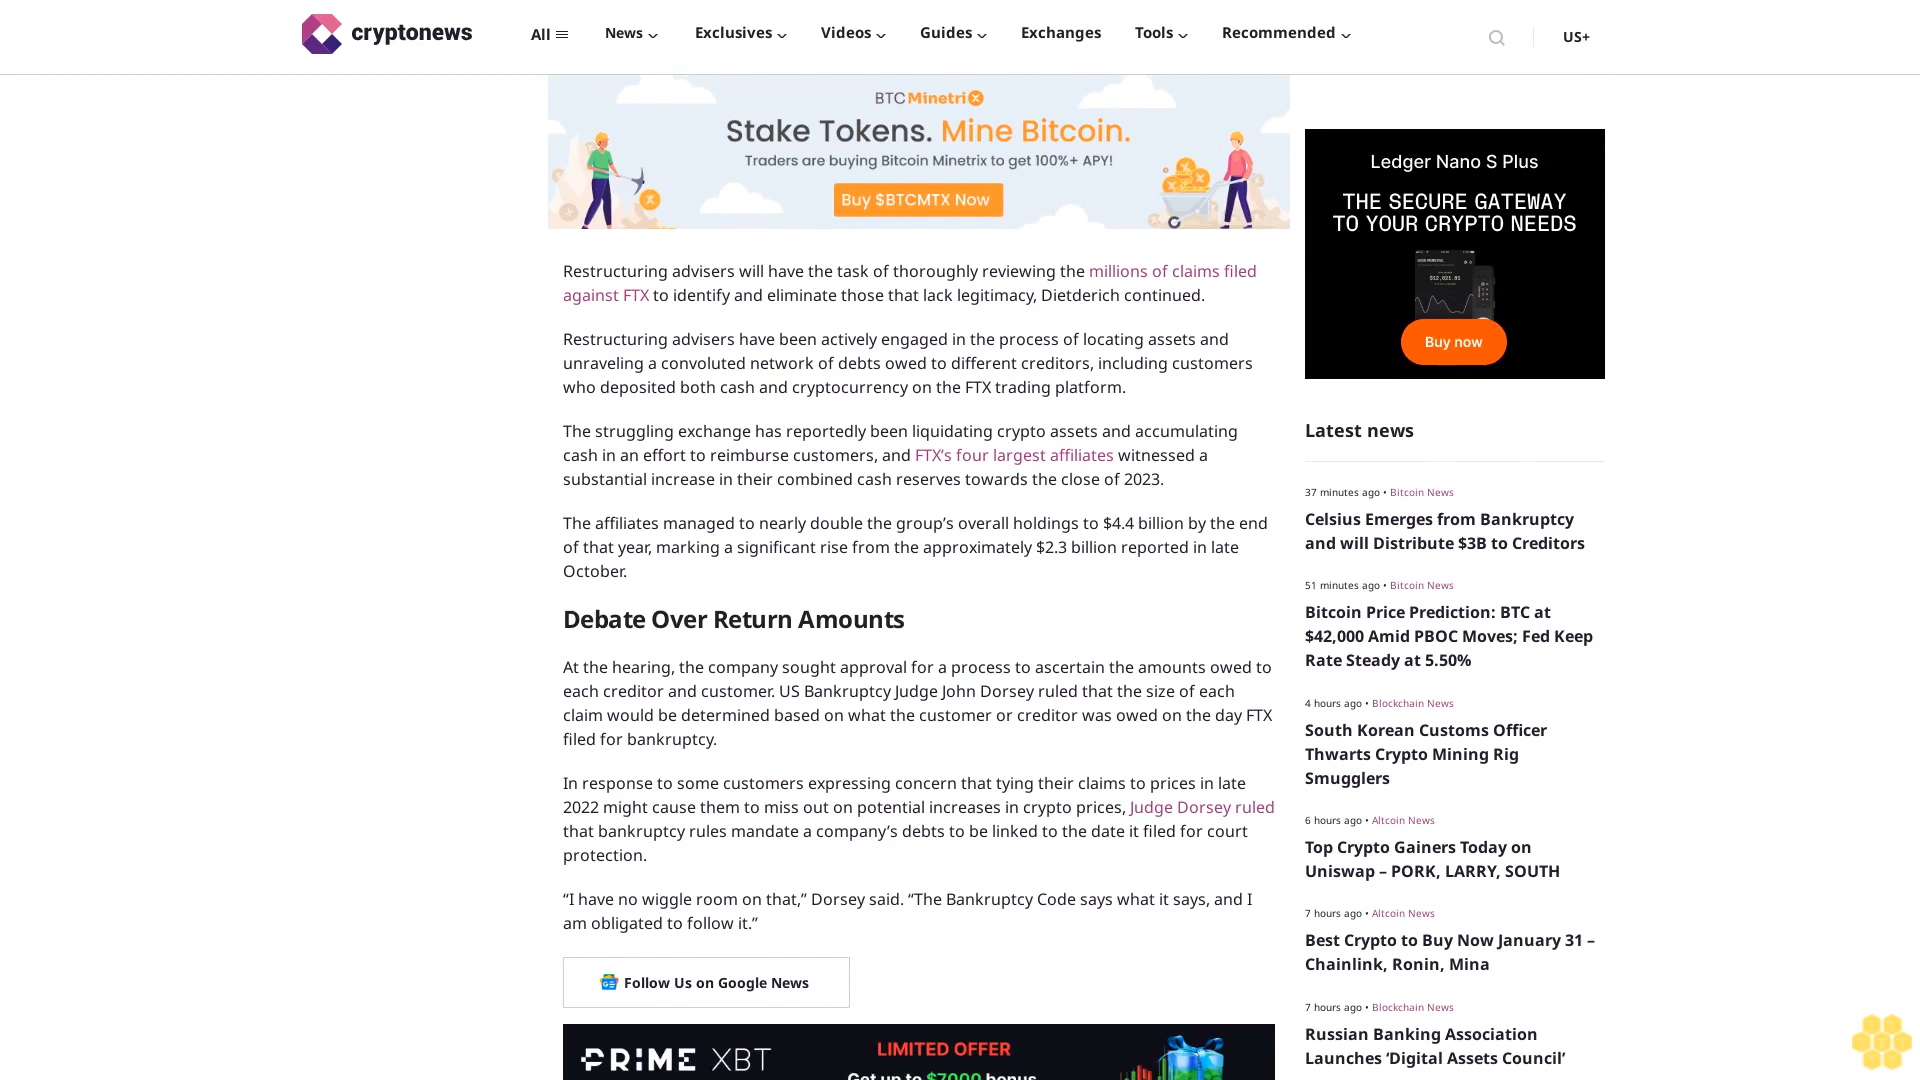 cryptonews
All
News
Exclusives
Videos
Guides
Exchanges
Tools
Recommended
US+
BTC Minetrix
Stake Tokens. Mine Bitcoin.
Traders are buying Bitcoin Minetrix to get 100%+ APY!
Buy $BTCMTX Now
Restructuring advisers will have the task of thoroughly reviewing the millions of claims filed
against FTX to identify and eliminate those that lack legitimacy, Dietderich continued.
Restructuring advisers have been actively engaged in the process of locating assets and
unraveling a convoluted network of debts owed to different creditors, including customers
who deposited both cash and cryptocurrency on the FTX trading platform.
The struggling exchange has reportedly been liquidating crypto assets and accumulating
cash in an effort to reimburse customers, and FTX’s four largest affiliates witnessed a
substantial increase in their combined cash reserves towards the close of 2023.
The affiliates managed to nearly double the group’s overall holdings to $4.4 billion by the end
of that year, marking a significant rise from the approximately $2.3 billion reported in late
October.
Debate Over Return Amounts
At the hearing, the company sought approval for a process to ascertain the amounts owed to
each creditor and customer. US Bankruptcy Judge John Dorsey ruled that the size of each
claim would be determined based on what the customer or creditor was owed on the day FTX
filed for bankruptcy.
In response to some customers expressing concern that tying their claims to prices in late
2022 might cause them to miss out on potential increases in crypto prices, Judge Dorsey ruled
that bankruptcy rules mandate a company’s debts to be linked to the date it filed for court
protection.
“I have no wiggle room on that,” Dorsey said. “The Bankruptcy Code says what it says, and I
am obligated to follow it.”
Follow Us on Google News
PRIME XBT
LIMITED OFFER
Get up to $7000 bonus
Ledger Nano S Plus
THE SECURE GATEWAY
TO YOUR CRYPTO NEEDS
$12,021.81
Buy now
Latest news
37 minutes ago • Bitcoin News
Celsius Emerges from Bankruptcy
and will Distribute $3B to Creditors
51 minutes ago • Bitcoin News
Bitcoin Price Prediction: BTC at
$42,000 Amid PBOC Moves; Fed Keep
Rate Steady at 5.50%
4 hours ago • Blockchain News
South Korean Customs Officer
Thwarts Crypto Mining Rig
Smugglers
6 hours ago • Altcoin News
Top Crypto Gainers Today on
Uniswap – PORK, LARRY, SOUTH
7 hours ago • Altcoin News
Best Crypto to Buy Now January 31 –
Chainlink, Ronin, Mina
7 hours ago • Blockchain News
Russian Banking Association
Launches ‘Digital Assets Council’